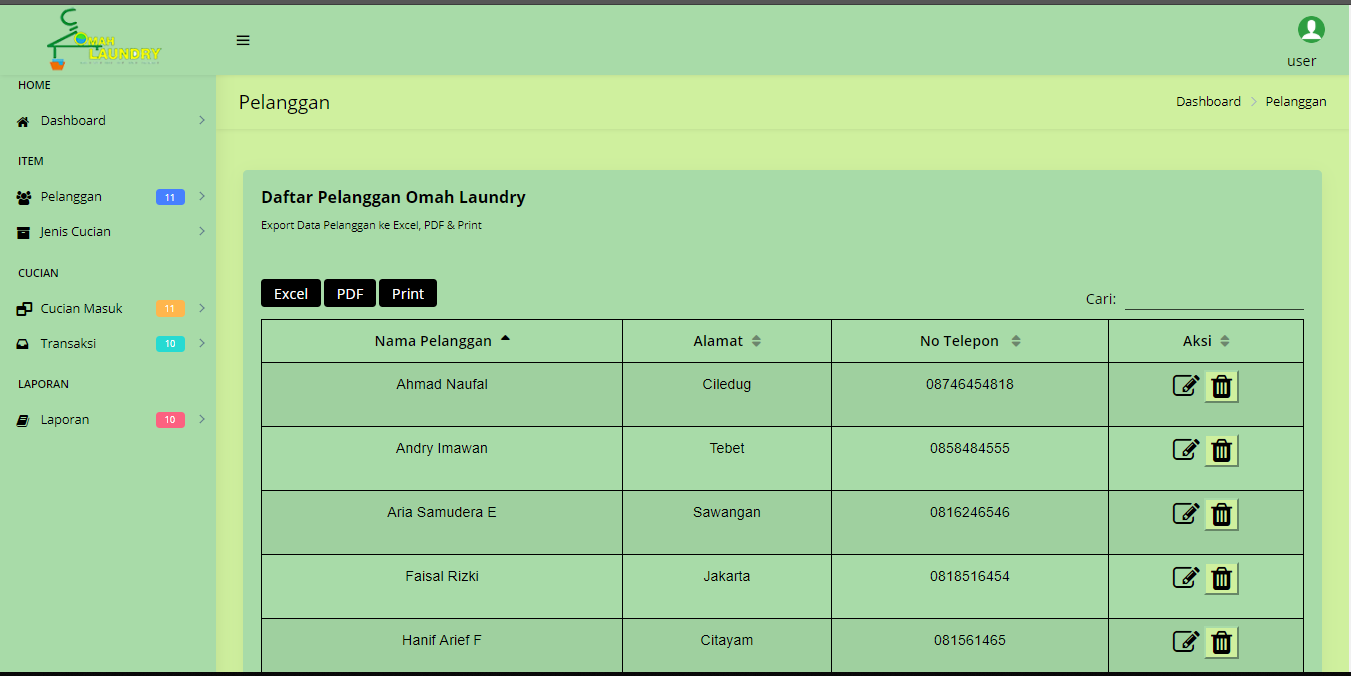 OMAH
LAUNDRY
user
HOME
Dashboard
ITEM
Pelanggan 11
Jenis Cucian
CUCIAN
Cucian Masuk 11
Transaksi 10
LAPORAN
Laporan 10
Pelanggan
Dashboard > Pelanggan
Daftar Pelanggan Omah Laundry
Export Data Pelanggan ke Excel, PDF & Print
Excel PDF Print
Cari:
Nama Pelanggan Alamat No Telepon Aksi
Ahmad Naufal Ciledug 08746454818
Andry Imawan Tebet 0858484555
Aria Samudera E Sawangan 0816246546
Faisal Rizki Jakarta 0818516454
Hanif Arief F Citayam 081561465